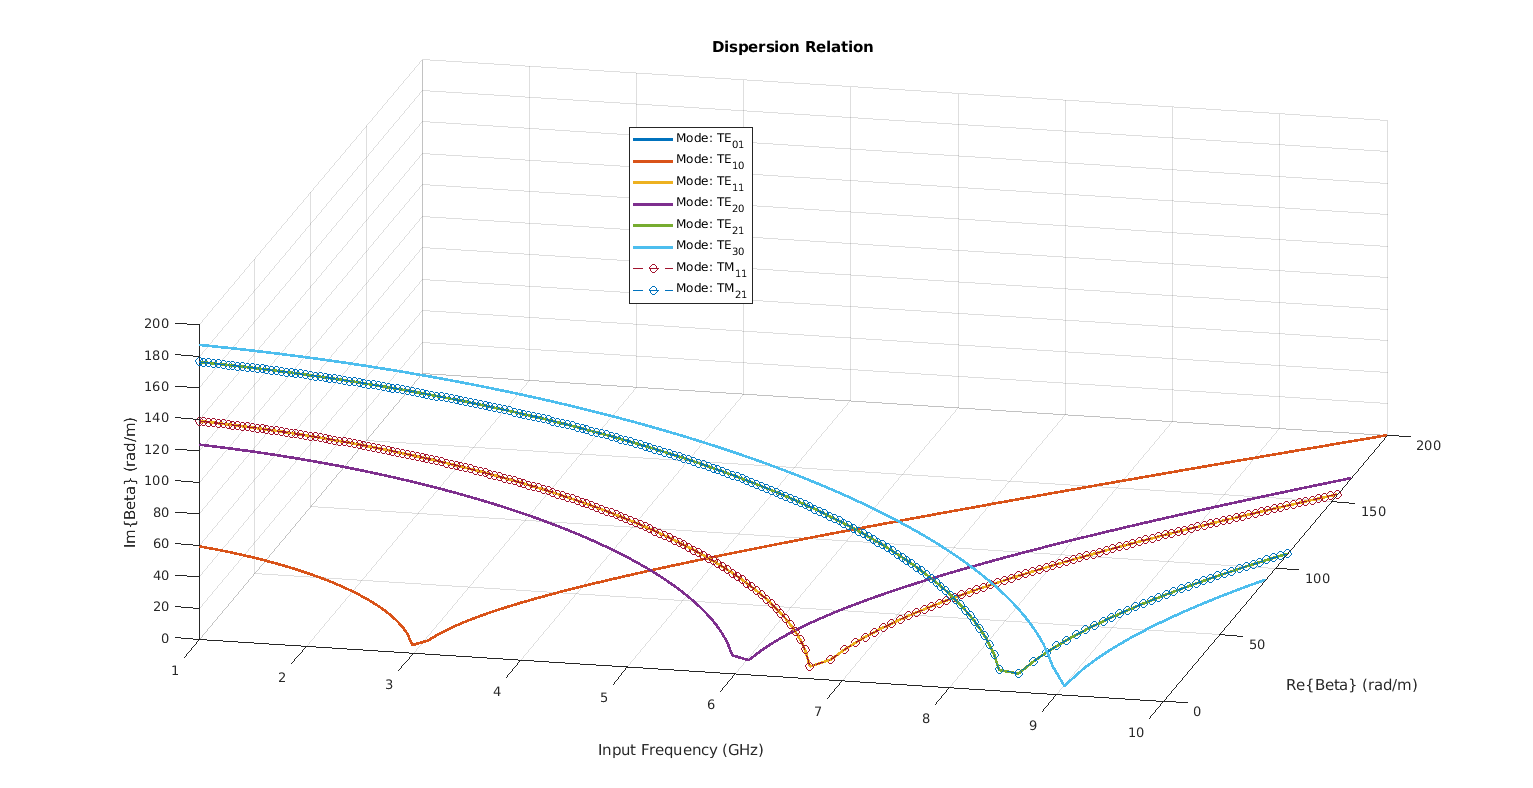 Dispersion Relation
Mode: TE01
Mode: TE10
Mode: TE11
Mode: TE20
Mode: TE21
Mode: TE30
Mode: TM11
Mode: TM21
200
180
160
140
120
100
80
60
40
20
0
Im{Beta} (rad/m)
1
2
3
4
5
6
7
8
9
10
Input Frequency (GHz)
0
50
100
150
200
Re{Beta} (rad/m)